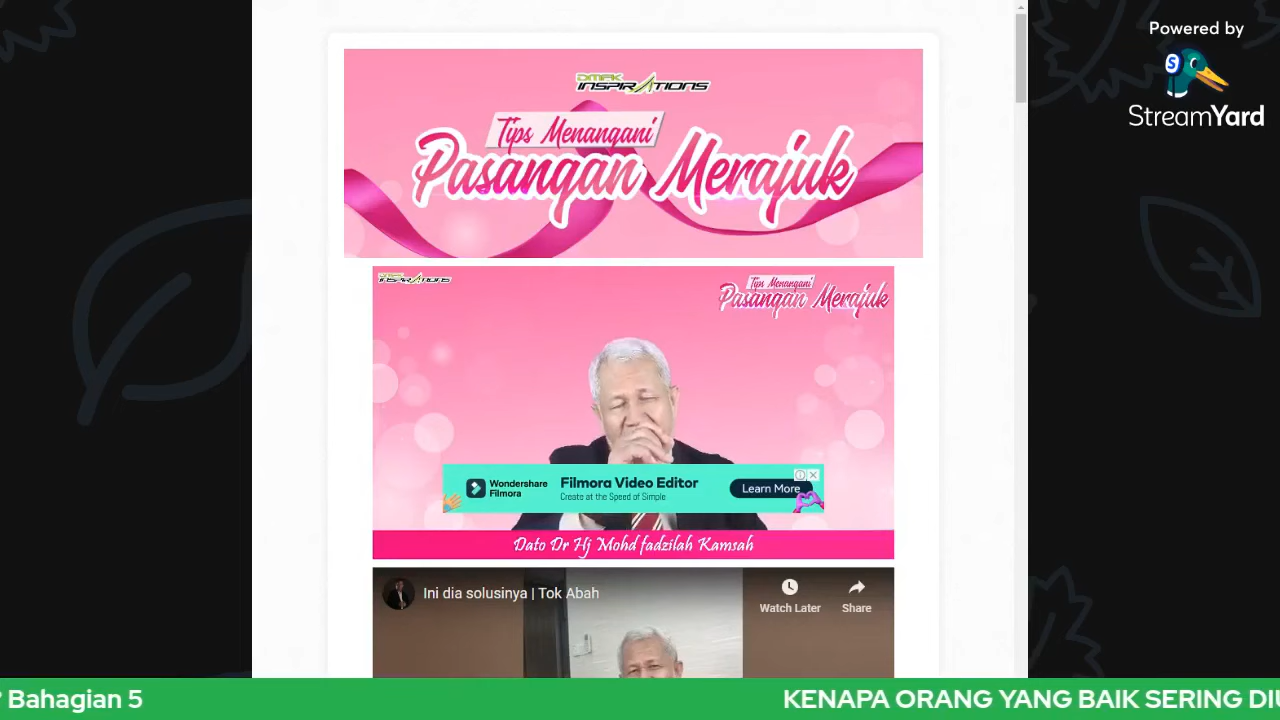 Powered by
StreamYard
DMFK
INSPIRATIONS
Tips Menangani
Pasangan Merajuk
INSPIRATIONS
Tips Menangani
Pasangan Merajuk
Wondershare
Filmora
Filmora Video Editor
Create at the Speed of Simple
Learn More
Dato Dr Hj Mohd fadzilah Kamsah
Ini dia solusinya | Tok Abah
Watch Later
Share
Bahagian 5
KENAPA ORANG YANG BAIK SERING DIU